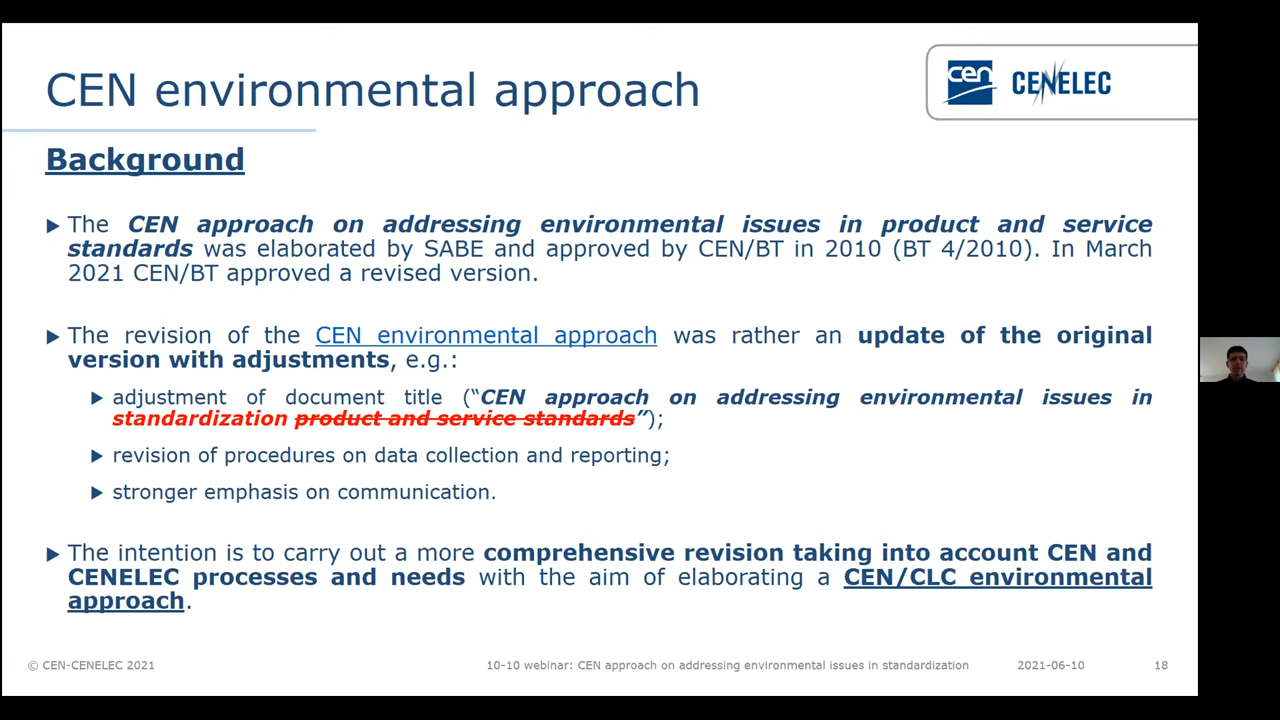 CEN environmental approach
cen CENELEC
Background
The CEN approach on addressing environmental issues in product and service
standards was elaborated by SABE and approved by CEN/BT in 2010 (BT 4/2010). In March
2021 CEN/BT approved a revised version.
The revision of the CEN environmental approach was rather an update of the original
version with adjustments, e.g.:
adjustment of document title (“CEN approach on addressing environmental issues in
standardization product and service standards”);
revision of procedures on data collection and reporting;
stronger emphasis on communication.
The intention is to carry out a more comprehensive revision taking into account CEN and
CENELEC processes and needs with the aim of elaborating a CEN/CLC environmental
approach.
© CEN-CENELEC 2021 10-10 webinar: CEN approach on addressing environmental issues in standardization 2021-06-10 18